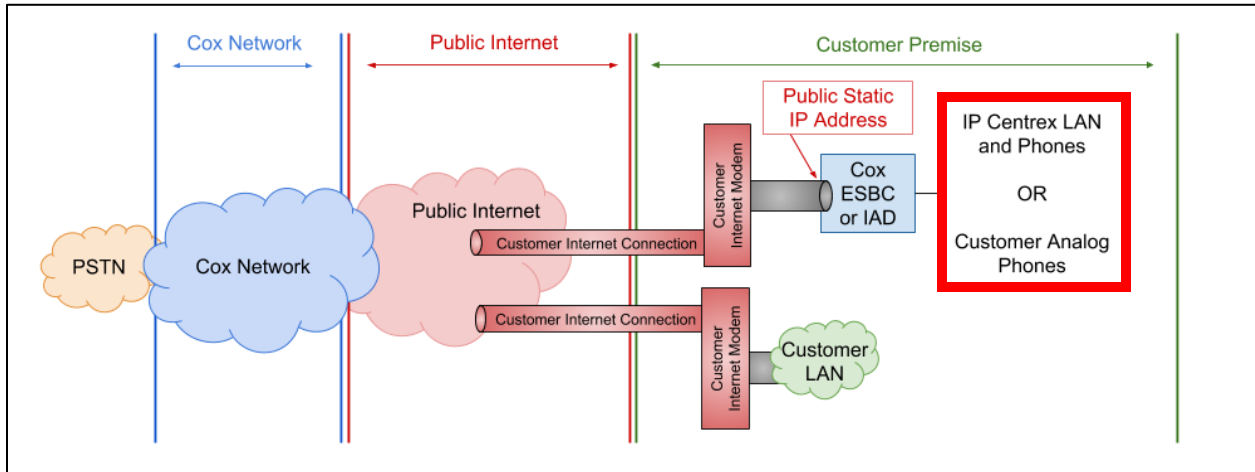 Cox Network
Public Internet
Customer Premise
Public Static
IP Address
IP Centrex LAN
and Phones
OR
Customer Analog
Phones
Customer
Internet Modem
Cox
ESBC
or IAD
Public Internet
Customer Internet Connection
PSTN
Cox Network
Customer Internet Connection
Customer
Internet Modem
Customer
LAN